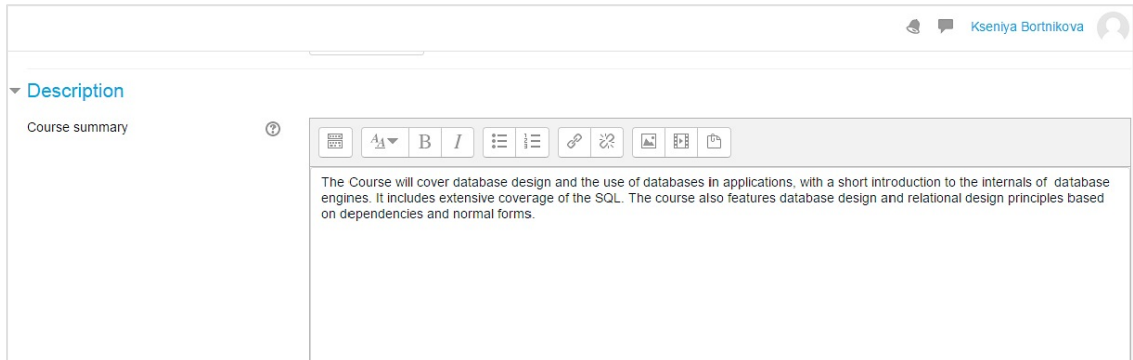 Kseniya Bortnikova
Description
Course summary
The Course will cover database design and the use of databases in applications, with a short introduction to the internals of  database
engines. It includes extensive coverage of the SQL. The course also features database design and relational design principles based
on dependencies and normal forms.